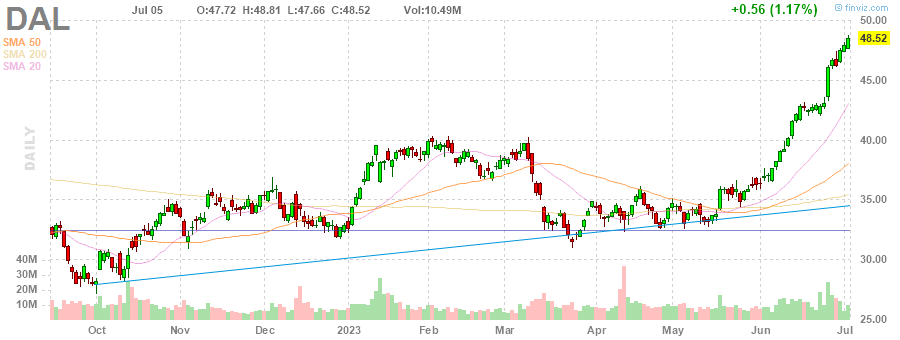 DAL Jul 05 O:47.72 H:48.81 L:47.66 C:48.52 Vol:10.49M +0.56 (1.17%) © finviz.com
SMA 50
SMA 200
SMA 20
DAILY
50.00
48.52
45.00
40.00
35.00
30.00
25.00
40M
30M
20M
10M
Oct Nov Dec 2023 Feb Mar Apr May Jun Jul